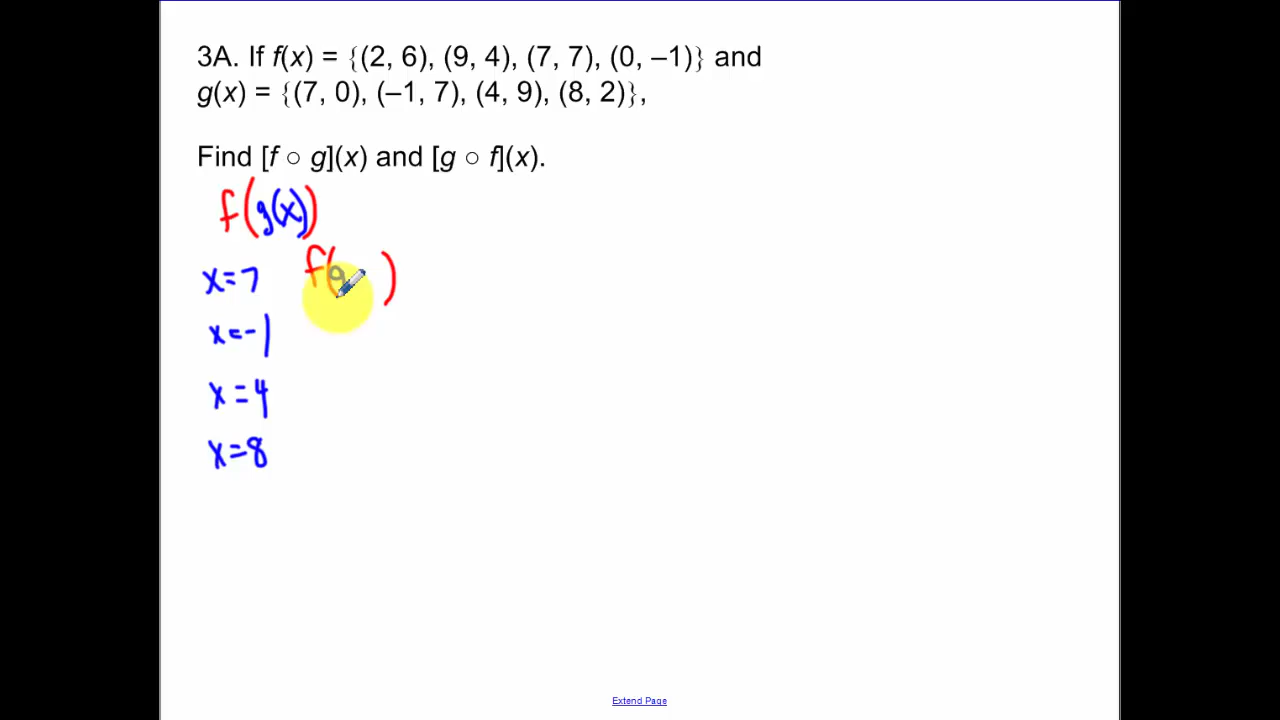 3A. If f(x) = {(2, 6), (9, 4), (7, 7), (0, –1)} and
g(x) = {(7, 0), (–1, 7), (4, 9), (8, 2)},
Find [f ○ g](x) and [g ○ f](x).
f(g(x))
x=7 f(g )
x=-1
x=4
x=8
Extend Page